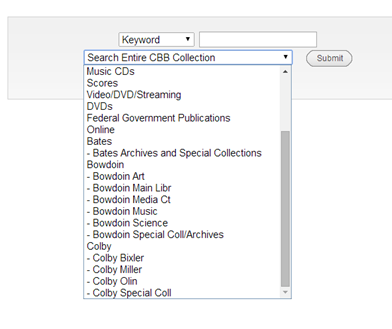 Keyword
Search Entire CBB Collection
Submit
Music CDs
Scores
Video/DVD/Streaming
DVDs
Federal Government Publications
Online
Bates
- Bates Archives and Special Collections
Bowdoin
- Bowdoin Art
- Bowdoin Main Libr
- Bowdoin Media Ct
- Bowdoin Music
- Bowdoin Science
- Bowdoin Special Coll/Archives
Colby
- Colby Bixler
- Colby Miller
- Colby Olin
- Colby Special Coll